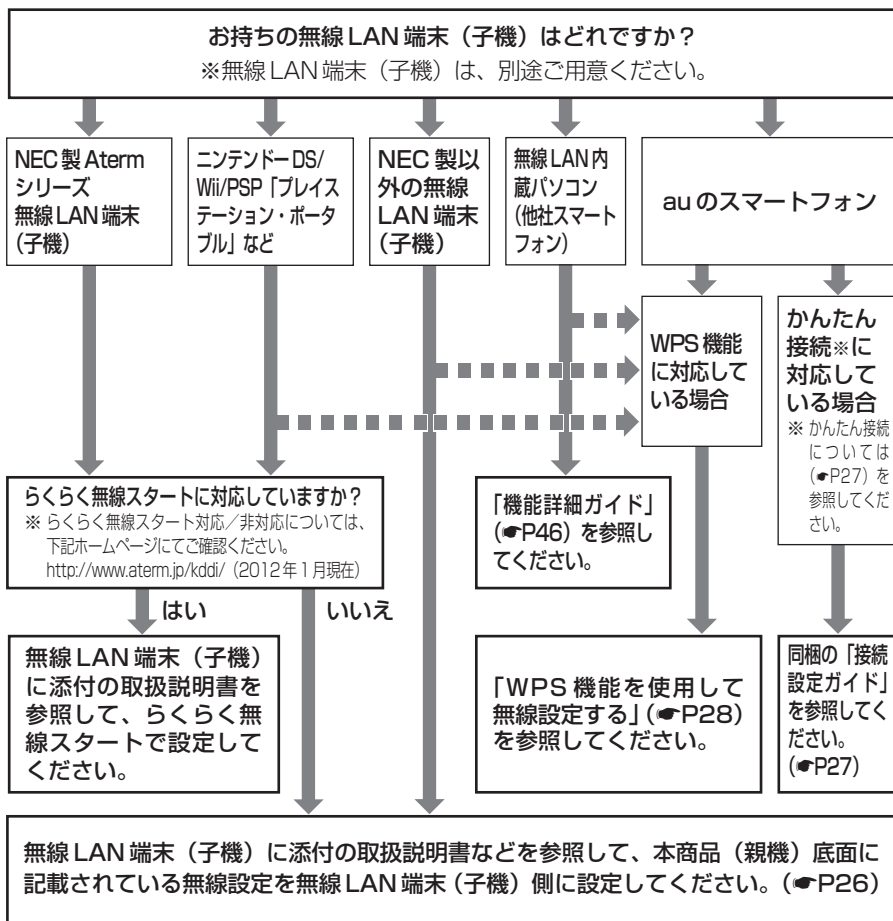 お持ちの無線LAN端末（子機）はどれですか？
※無線LAN端末（子機）は、別途ご用意ください。
NEC製Aterm
シリーズ
無線LAN端末
（子機）
ニンテンドーDS/
Wii/PSP「プレイス
テーション・ポータ
ブル」など
NEC製以
外の無線
LAN端末
（子機）
無線LAN内
蔵パソコン
（他社スマート
フォン）
auのスマートフォン
WPS機能
に対応して
いる場合
かんたん
接続※に
対応して
いる場合
※ かんたん接続
については
（☛P27）を
参照してくだ
さい。
らくらく無線スタートに対応していますか？
※ らくらく無線スタート対応／非対応については、
下記ホームページにてご確認ください。
http://www.aterm.jp/kddi/（2012年1月現在）
「機能詳細ガイド」
（☛P46）を参照し
てください。
はい
いいえ
無線LAN端末（子機）
に添付の取扱説明書を
参照して、らくらく無
線スタートで設定して
ください。
「WPS機能を使用して
無線設定する」（☛P28）
を参照してください。
同梱の「接続
設定ガイド」
を参照してく
ださい。
（☛P27）
無線LAN端末（子機）に添付の取扱説明書などを参照して、本商品（親機）底面に
記載されている無線設定を無線LAN端末（子機）側に設定してください。（☛P26）